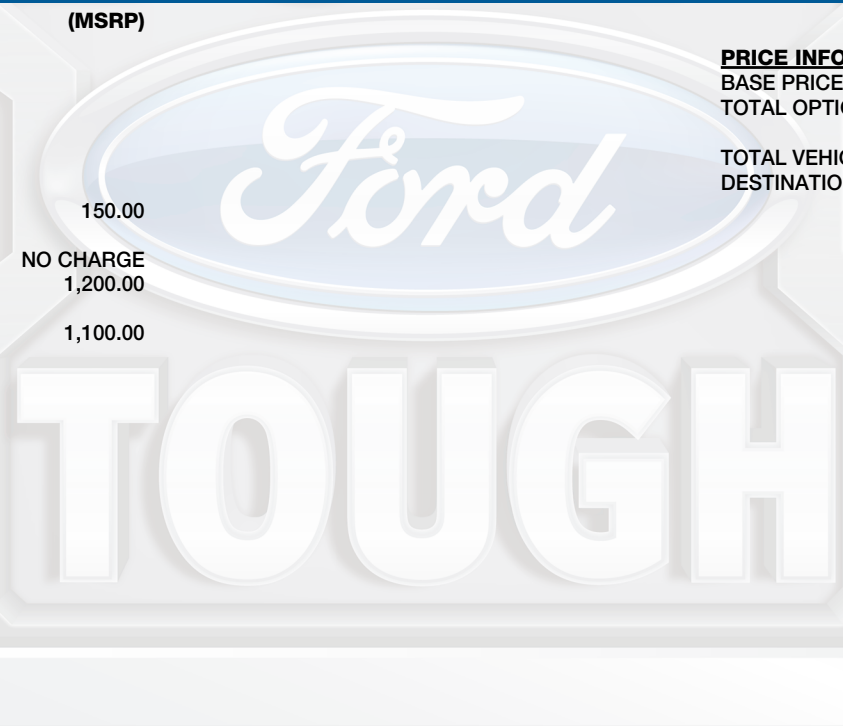 (MSRP)
150.00
NO CHARGE
1,200.00
1,100.00
PRICE INFO
BASE PRICE
TOTAL OPTIO
TOTAL VEHIC
DESTINATIO
Ford
TOUGH